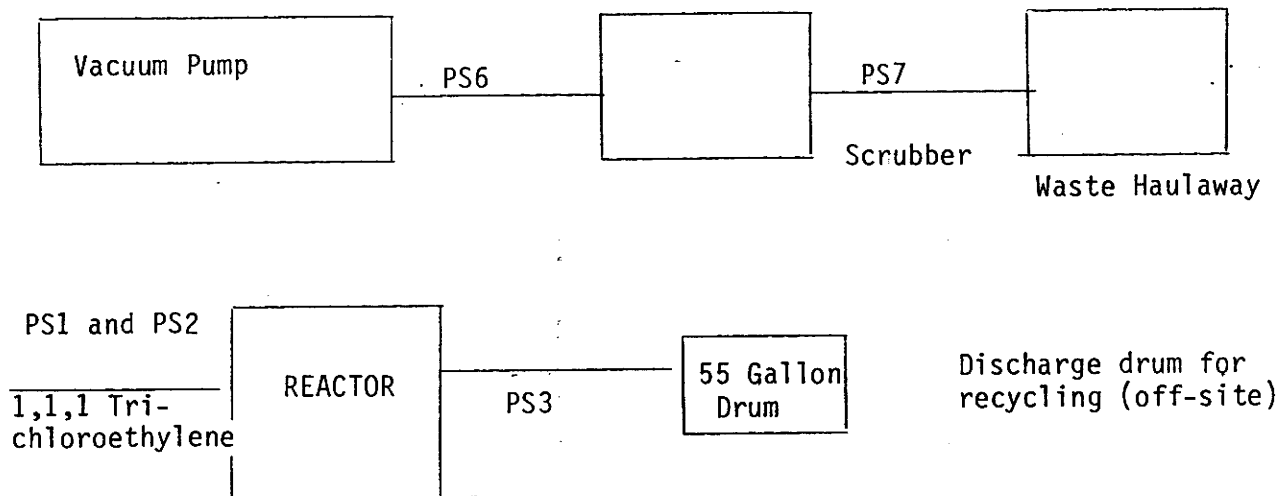 Vacuum Pump
PS6
PS7
Scrubber
Waste Haulaway
PS1 and PS2
1,1,1 Tri-
chloroethylene
REACTOR
PS3
55 Gallon
Drum
Discharge drum for
recycling (off-site)